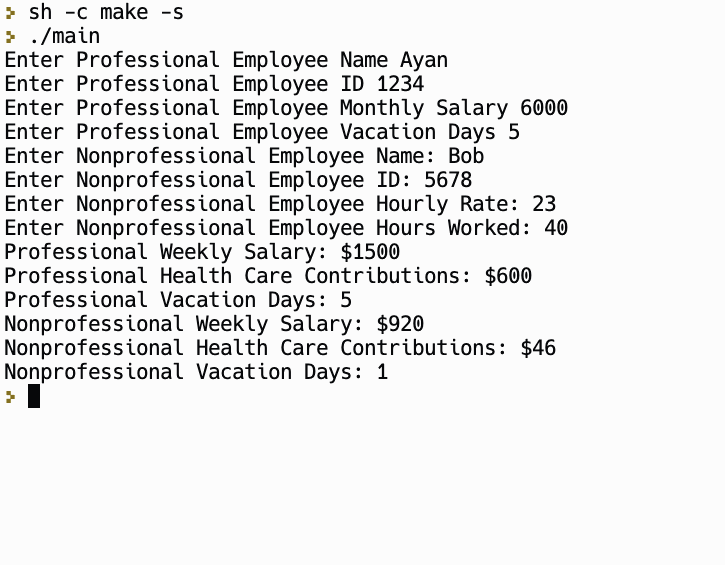 > sh -c make -s
> ./main
Enter Professional Employee Name Ayan
Enter Professional Employee ID 1234
Enter Professional Employee Monthly Salary 6000
Enter Professional Employee Vacation Days 5
Enter Nonprofessional Employee Name: Bob
Enter Nonprofessional Employee ID: 5678
Enter Nonprofessional Employee Hourly Rate: 23
Enter Nonprofessional Employee Hours Worked: 40
Professional Weekly Salary: $1500
Professional Health Care Contributions: $600
Professional Vacation Days: 5
Nonprofessional Weekly Salary: $920
Nonprofessional Health Care Contributions: $46
Nonprofessional Vacation Days: 1
>